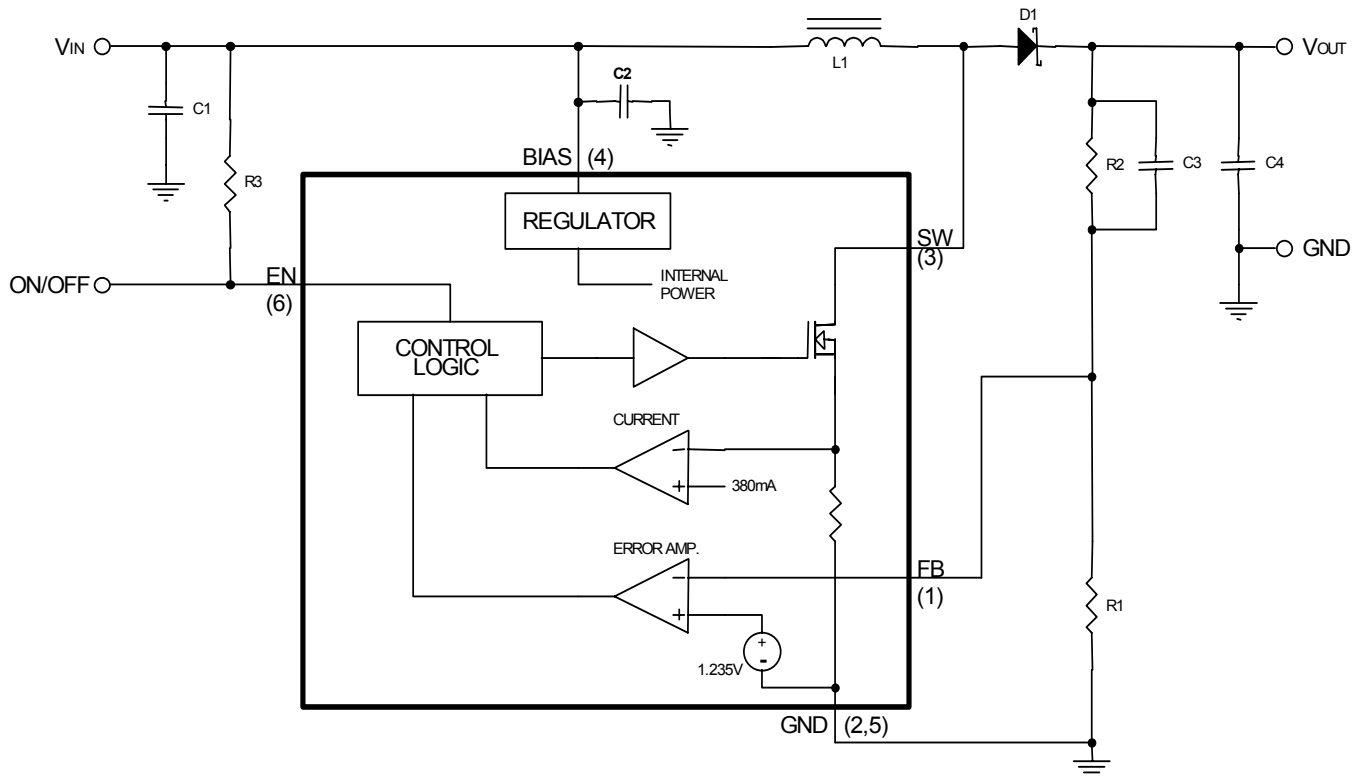 D1
VIN
VOUT
L1
C2
C1
R2
C3
C4
BIAS (4)
R3
REGULATOR
SW
(3)
GND
INTERNAL
POWER
ON/OFF
EN
(6)
CONTROL
LOGIC
CURRENT
-
+
380mA
ERROR AMP.
-
+
FB
(1)
R1
+
-
1.235V
GND (2,5)